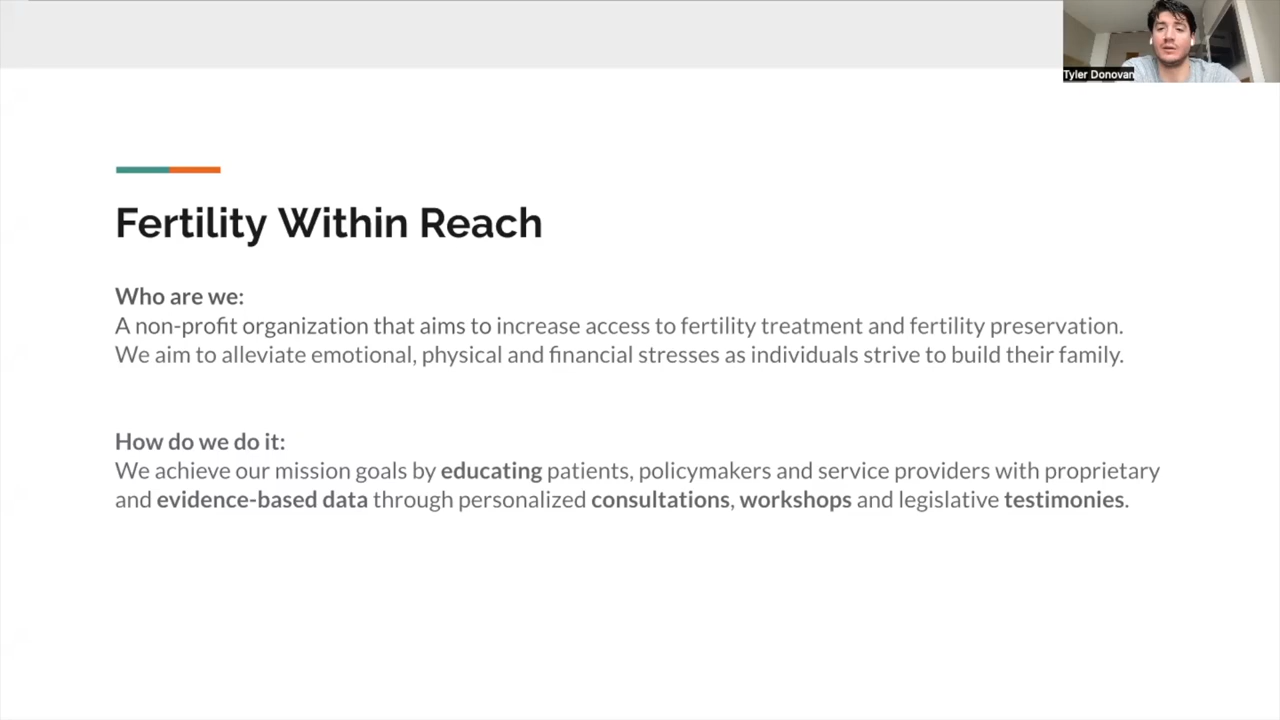 Tyler Donovan
Fertility Within Reach
Who are we:
A non-profit organization that aims to increase access to fertility treatment and fertility preservation.
We aim to alleviate emotional, physical and financial stresses as individuals strive to build their family.
How do we do it:
We achieve our mission goals by educating patients, policymakers and service providers with proprietary
and evidence-based data through personalized consultations, workshops and legislative testimonies.